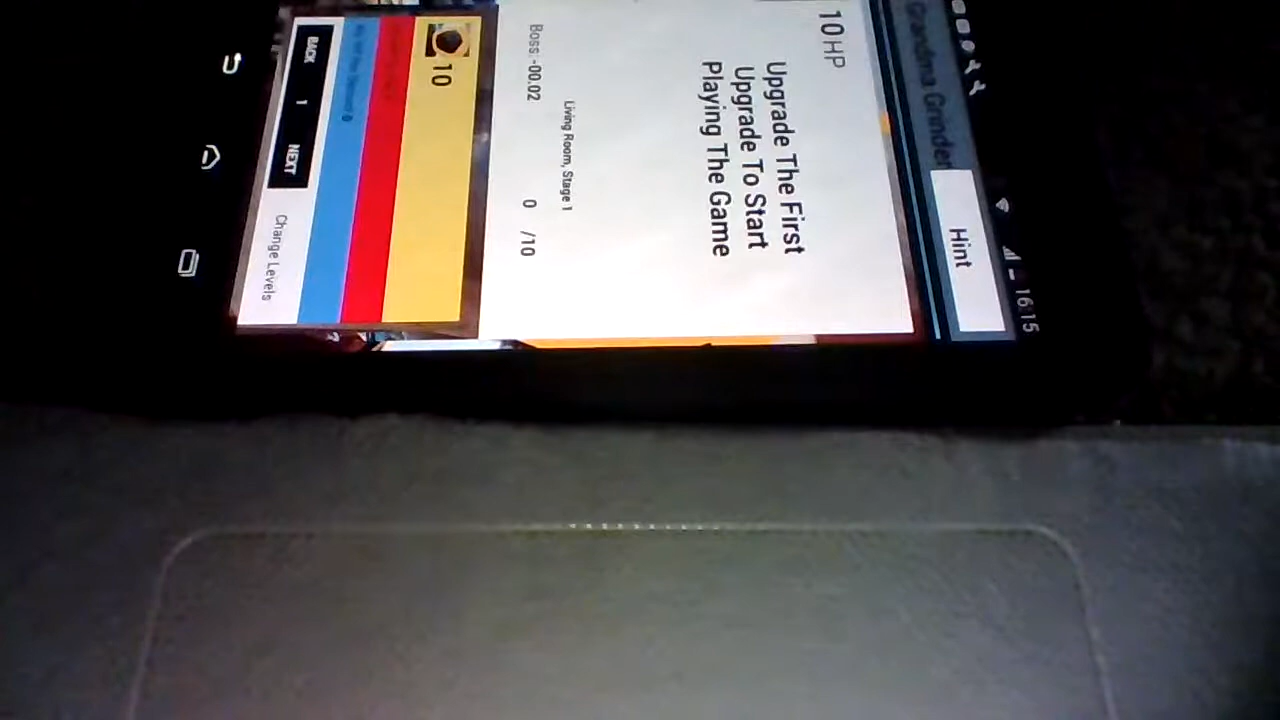 16:15
Grandma Grinder
Hint
10 HP
Upgrade The First
Upgrade To Start
Playing The Game
Living Room, Stage 1
Boss:-00.02
0 /10
10
BACK 1 NEXT
Change Levels